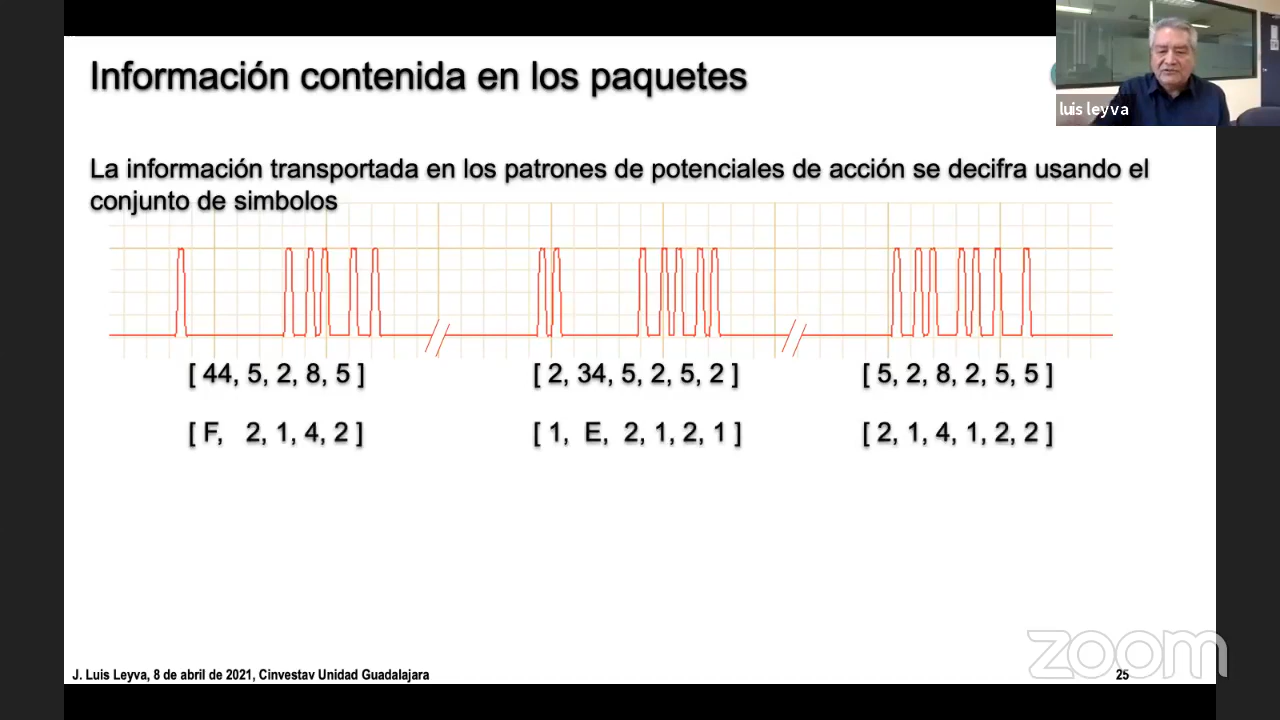 Información contenida en los paquetes
luis leyva
La información transportada en los patrones de potenciales de acción se decifra usando el
conjunto de simbolos
[ 44, 5, 2, 8, 5 ] [ 2, 34, 5, 2, 5, 2 ] [ 5, 2, 8, 2, 5, 5 ]
[ F, 2, 1, 4, 2 ] [ 1, E, 2, 1, 2, 1 ] [ 2, 1, 4, 1, 2, 2 ]
zoom
J. Luis Leyva, 8 de abril de 2021, Cinvestav Unidad Guadalajara 25